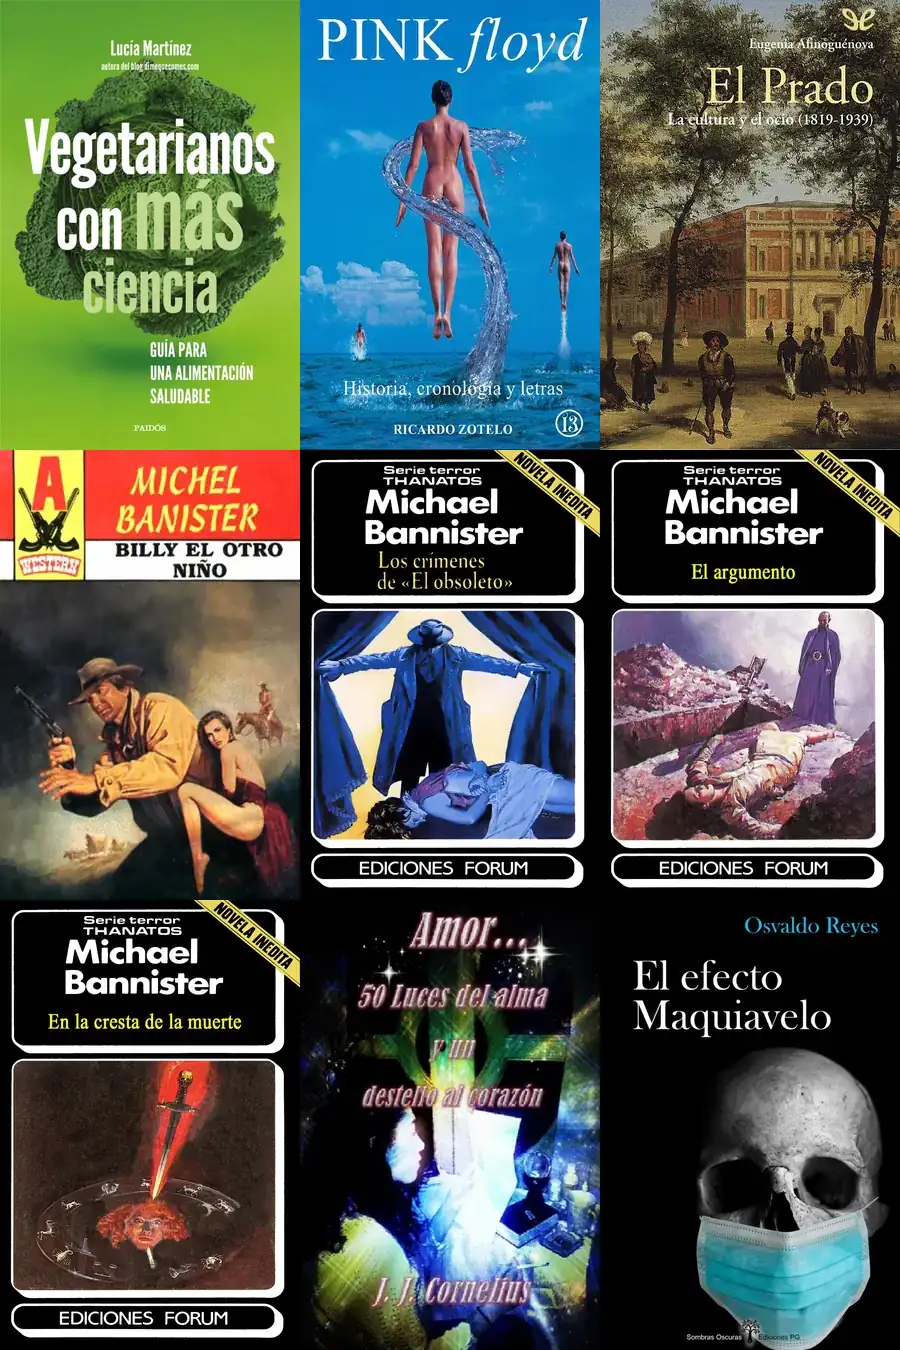 Lucía Martínez
autora del blog dimequecomes.com
Vegetarianos
con más
ciencia
GUÍA PARA
UNA ALIMENTACIÓN
SALUDABLE
PAIDÓS
PINK floyd
Historia, cronología y letras
RICARDO ZOTELO
13
Eugenia Afinoguénova
El Prado
La cultura y el ocio (1819-1939)
A
WESTERN
MICHEL
BANISTER
BILLY EL OTRO
NIÑO
NOVELA INEDITA
Serie terror
THANATOS
Michael
Bannister
Los crímenes
de «El obsoleto»
EDICIONES FORUM
NOVELA INEDITA
Serie terror
THANATOS
Michael
Bannister
El argumento
EDICIONES FORUM
NOVELA INEDITA
Serie terror
THANATOS
Michael
Bannister
En la cresta de la muerte
EDICIONES FORUM
Amor...
50 Luces del alma
y un
destello al corazón
J. J. Cornelius
Osvaldo Reyes
El efecto
Maquiavelo
Sombras Oscuras Ediciones PG